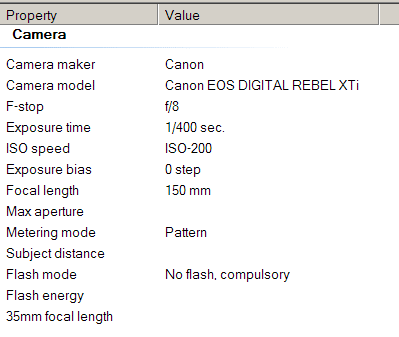 Property Value
Camera
Camera maker Canon
Camera model Canon EOS DIGITAL REBEL XTi
F-stop f/8
Exposure time 1/400 sec.
ISO speed ISO-200
Exposure bias 0 step
Focal length 150 mm
Max aperture
Metering mode Pattern
Subject distance
Flash mode No flash, compulsory
Flash energy
35mm focal length